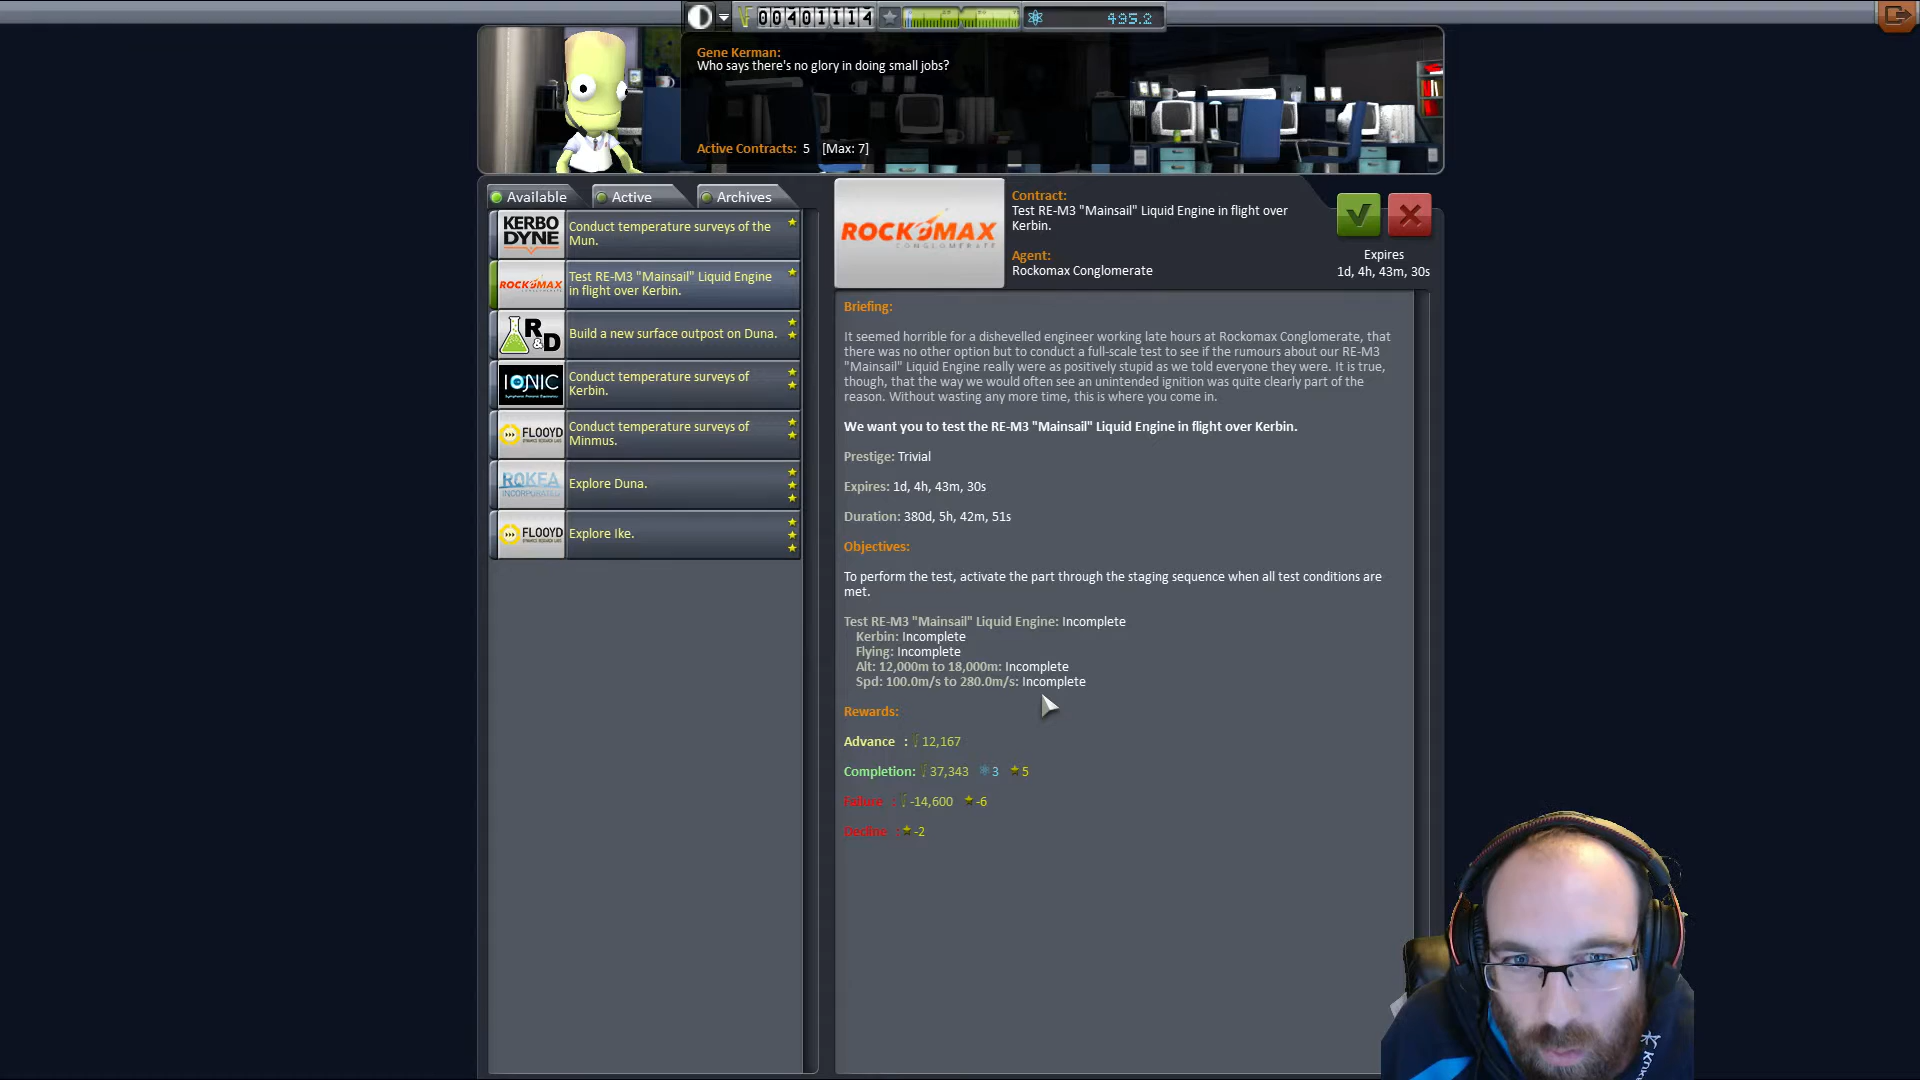 00401114
495.2
Gene Kerman:
Who says there's no glory in doing small jobs?
Active Contracts: 5 [Max: 7]
Available
Active
Archives
KERBO
DYNE
Conduct temperature surveys of the
Mun.
ROCKOMAX
Test RE-M3 "Mainsail" Liquid Engine
in flight over Kerbin.
R&D
Build a new surface outpost on Duna.
IONIC
Conduct temperature surveys of
Kerbin.
FLOOYD
Conduct temperature surveys of
Minmus.
ROKEA
INCORPORATED
Explore Duna.
FLOOYD
Explore Ike.
ROCKOMAX
CONGLOMERATE
Contract:
Test RE-M3 "Mainsail" Liquid Engine in flight over
Kerbin.
Agent:
Rockomax Conglomerate
Expires
1d, 4h, 43m, 30s
Briefing:
It seemed horrible for a dishevelled engineer working late hours at Rockomax Conglomerate, that
there was no other option but to conduct a full-scale test to see if the rumours about our RE-M3
"Mainsail" Liquid Engine really were as positively stupid as we told everyone they were. It is true,
though, that the way we would often see an unintended ignition was quite clearly part of the
reason. Without wasting any more time, this is where you come in.
We want you to test the RE-M3 "Mainsail" Liquid Engine in flight over Kerbin.
Prestige: Trivial
Expires: 1d, 4h, 43m, 30s
Duration: 380d, 5h, 42m, 51s
Objectives:
To perform the test, activate the part through the staging sequence when all test conditions are
met.
Test RE-M3 "Mainsail" Liquid Engine: Incomplete
Kerbin: Incomplete
Flying: Incomplete
Alt: 12,000m to 18,000m: Incomplete
Spd: 100.0m/s to 280.0m/s: Incomplete
Rewards:
Advance : 12,167
Completion: 37,343 3 5
Failure : -14,600 -6
Decline : -2